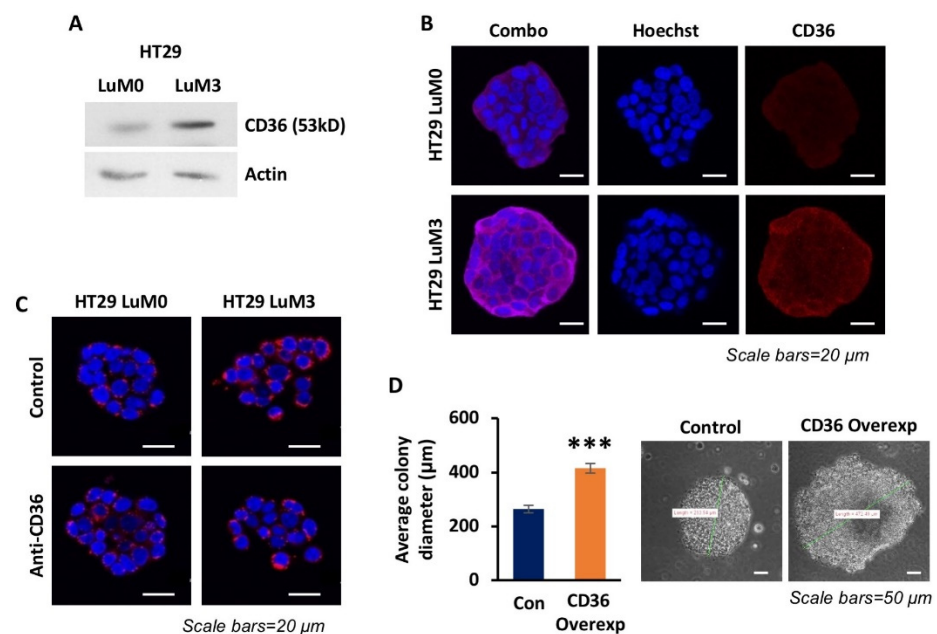 A
HT29
LuM0 LuM3
CD36 (53kD)
Actin
B
Combo Hoechst CD36
HT29 LuM0
HT29 LuM3
Scale bars=20 µm
C
HT29 LuM0 HT29 LuM3
Control
Anti-CD36
Scale bars=20 µm
D
Average colony
diameter (µm)
600
400
200
0
***
Con CD36
Overexp
Control CD36 Overexp
Scale bars=50 µm